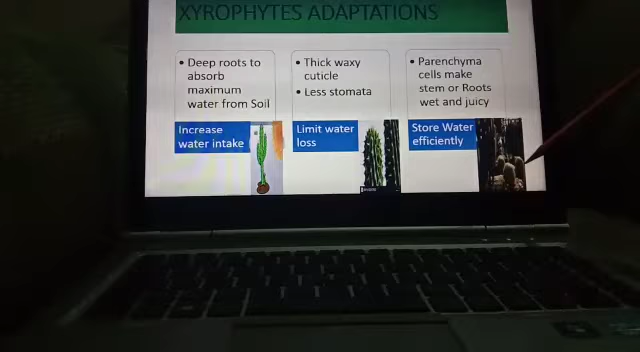 XYROPHYTES ADAPTATIONS
• Deep roots to
absorb
maximum
water from Soil
Increase
water intake
• Thick waxy
cuticle
• Less stomata
Limit water
loss
• Parenchyma
cells make
stem or Roots
wet and juicy
Store Water
efficiently